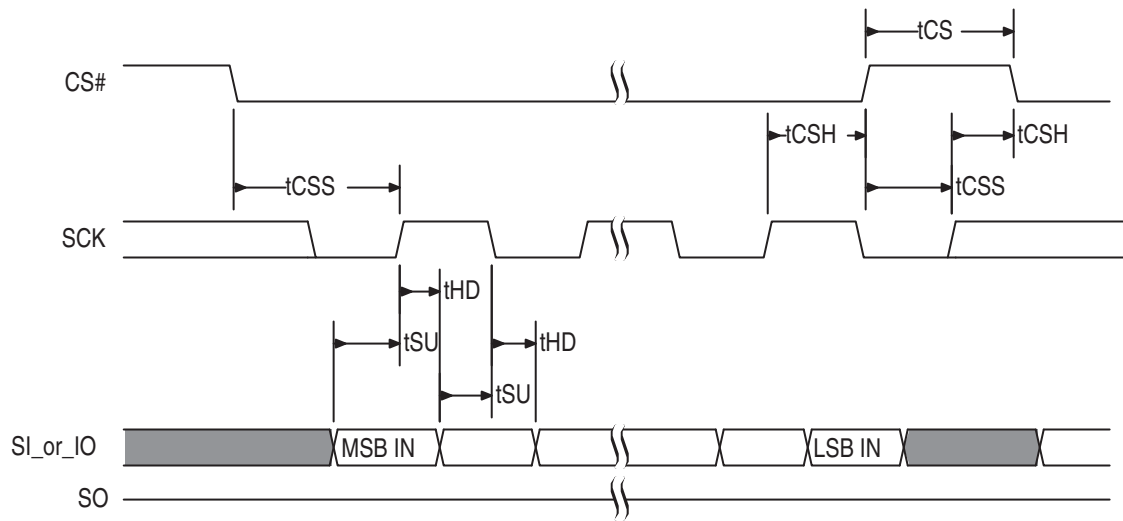 tCS
CS#
tCSH
tCSH
tCSS
tCSS
SCK
tHD
tSU
tHD
tSU
SI_or_IO
MSB IN
LSB IN
SO